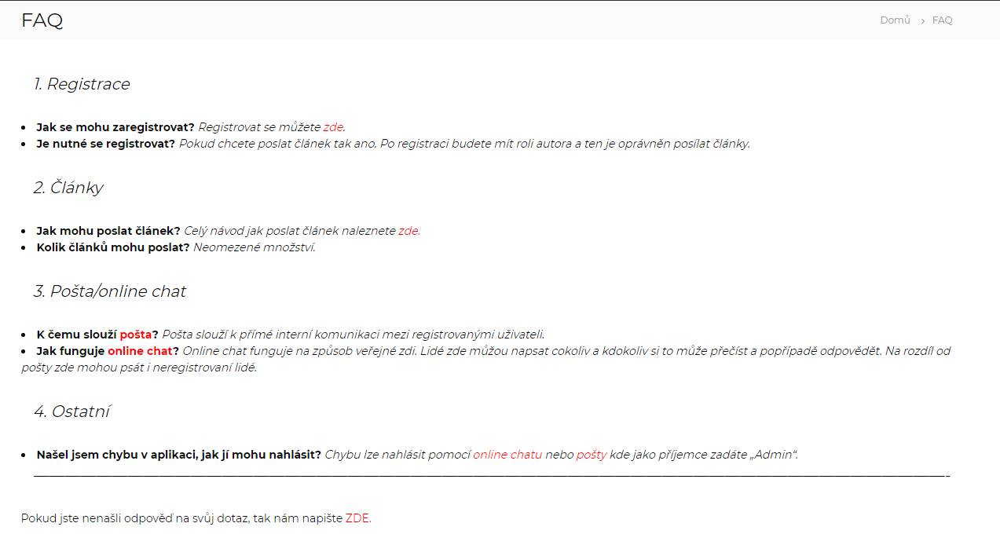 FAQ
Domů > FAQ
1. Registrace
• Jak se mohu zaregistrovat? Registrovat se můžete zde.
• Je nutné se registrovat? Pokud chcete poslat článek tak ano. Po registraci budete mít roli autora a ten je oprávněn posílat články.
2. Články
• Jak mohu poslat článek? Celý návod jak poslat článek naleznete zde.
• Kolik článků mohu poslat? Neomezené množství.
3. Pošta/online chat
• K čemu slouží pošta? Pošta slouží k přímé interní komunikaci mezi registrovanými uživateli.
• Jak funguje online chat? Online chat funguje na způsob veřejné zdi. Lidé zde můžou napsat cokoliv a kdokoliv si to může přečíst a popřípadě odpovědět. Na rozdíl od
pošty zde mohou psát i neregistrovaní lidé.
4. Ostatní
• Našel jsem chybu v aplikaci, jak jí mohu nahlásit? Chybu lze nahlásit pomocí online chatu nebo pošty kde jako příjemce zadáte „Admin“.
Pokud jste nenašli odpověď na svůj dotaz, tak nám napište ZDE.